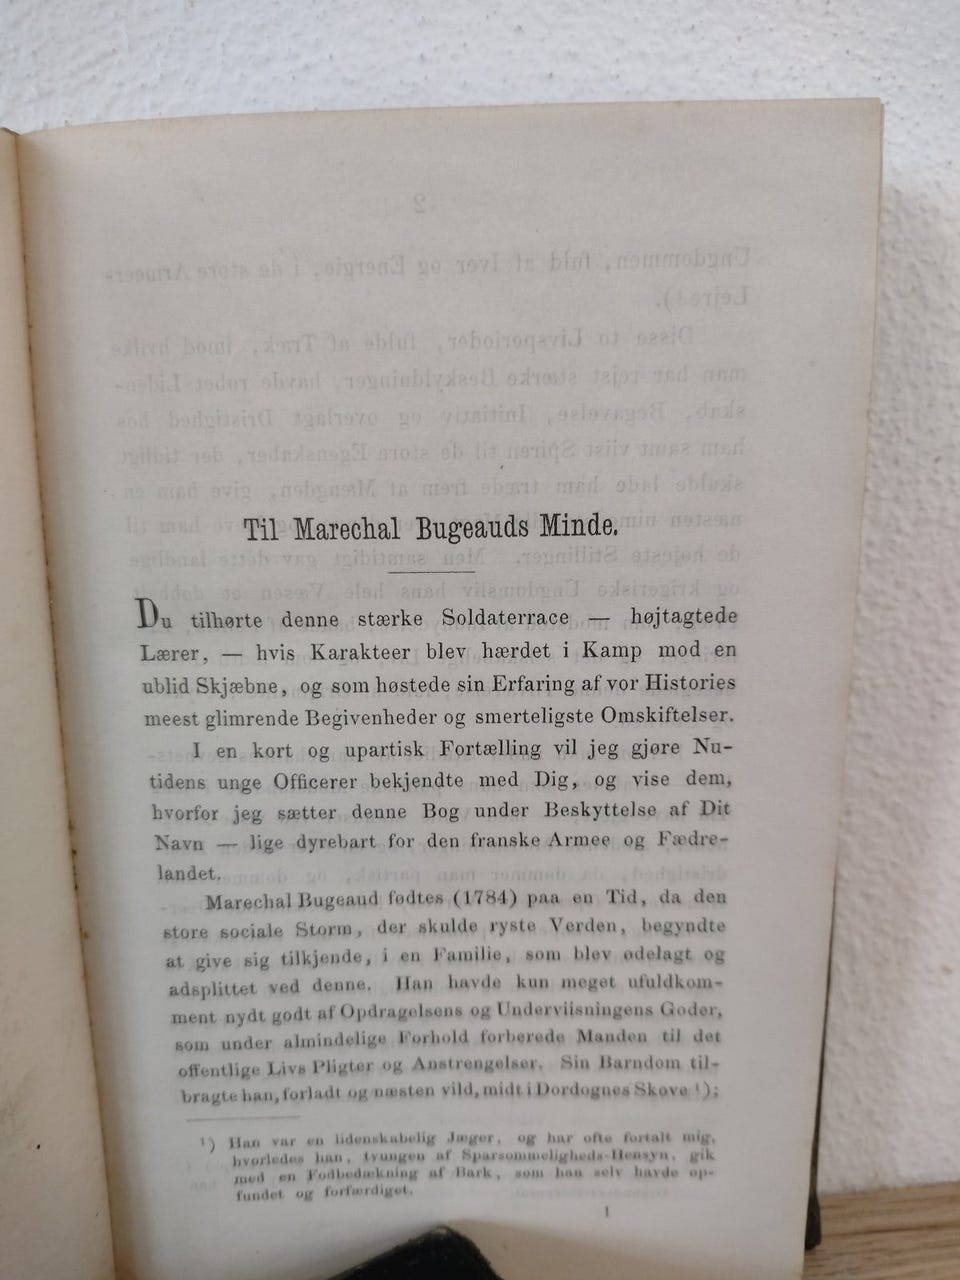 Til Marechal Bugeauds Minde.
Du tilhørte denne stærke Soldaterrace — højtagtede
Lærer, — hvis Karakteer blev hærdet i Kamp mod en
ublid Skjæbne, og som høstede sin Erfaring af vor Histories
meest glimrende Begivenheder og smerteligste Omskiftelser.
I en kort og upartisk Fortælling vil jeg gjøre Nu-
tidens unge Officerer bekjendte med Dig, og vise dem,
hvorfor jeg sætter denne Bog under Beskyttelse af Dit
Navn — lige dyrebart for den franske Armee og Fædre-
landet.
Marechal Bugeaud fødtes (1784) paa en Tid, da den
store sociale Storm, der skulde ryste Verden, begyndte
at give sig tilkjende, i en Familie, som blev ødelagt og
adsplittet ved denne. Han havde kun meget ufuldkom-
ment nydt godt af Opdragelsens og Underviisningens Goder,
som under almindelige Forhold forberede Manden til det
offentlige Livs Pligter og Anstrengelser. Sin Barndom til-
bragte han, forladt og næsten vild, midt i Dordognes Skove ¹);
¹) Han var en lidenskabelig Jæger, og har ofte fortalt mig,
hvorledes han, tvungen af Sparsommeligheds-Hensyn, gik
med en Fodbedækning af Bark, som han selv havde op-
fundet og forfærdiget.
1